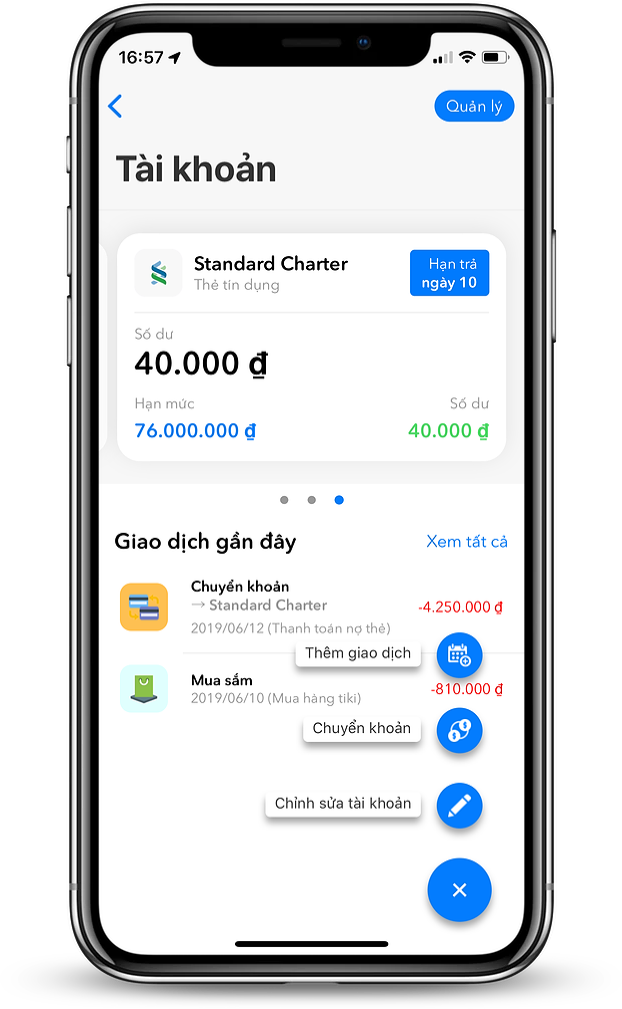 16:57
Quản lý
Tài khoản
Standard Charter
Thẻ tín dụng
Hạn trả
ngày 10
Số dư
40.000 ₫
Hạn mức
Số dư
76.000.000 ₫
40.000 ₫
Giao dịch gần đây
Xem tất cả
Chuyển khoản
→ Standard Charter
-4.250.000 ₫
2019/06/12 (Thanh toán nợ thẻ)
Thêm giao dịch
Mua sắm
-810.000 ₫
2019/06/10 (Mua hàng tiki)
Chuyển khoản
Chỉnh sửa tài khoản